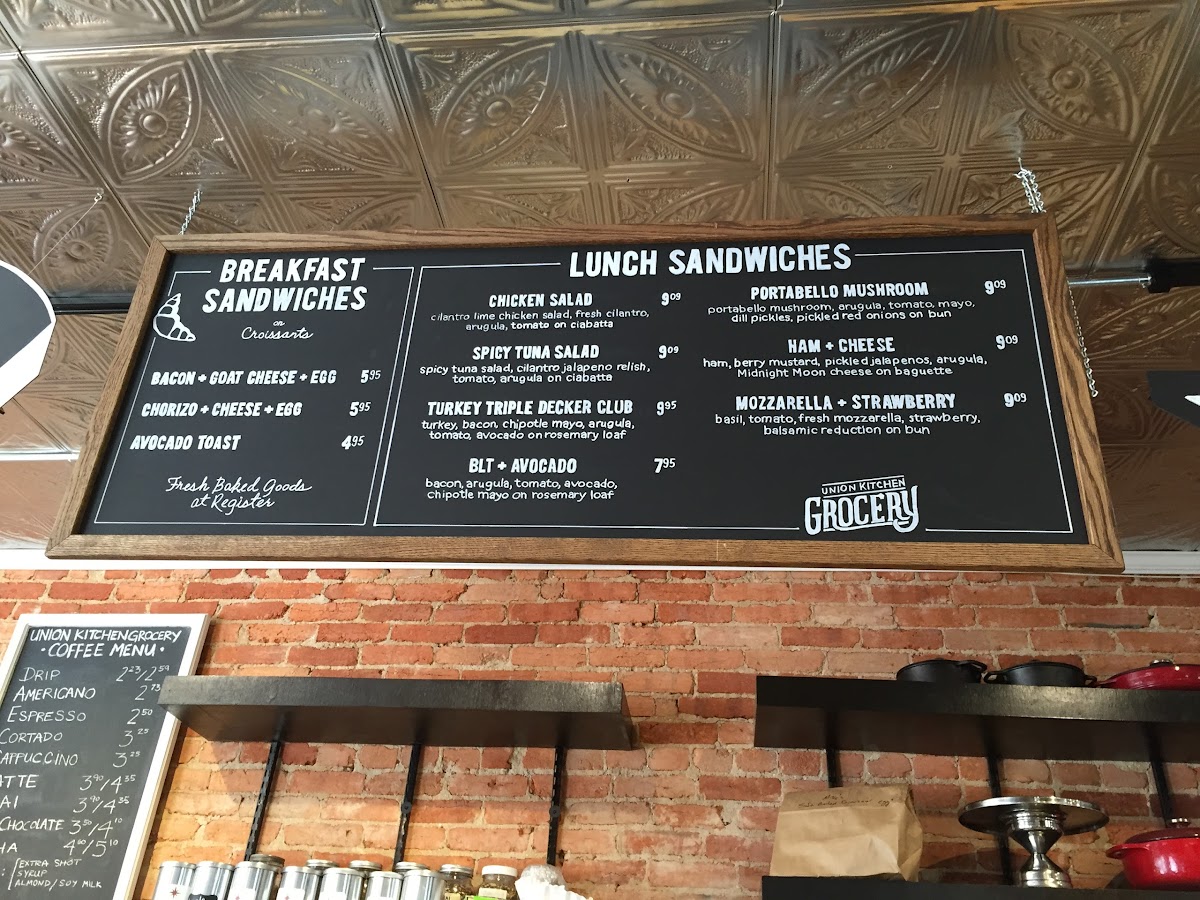 BREAKFAST
SANDWICHES
on
Croissants
BACON + GOAT CHEESE + EGG 5.95
CHORIZO + CHEESE + EGG 5.95
AVOCADO TOAST 4.95
Fresh Baked Goods
at Register
LUNCH SANDWICHES
CHICKEN SALAD 9.09
cilantro lime chicken salad, fresh cilantro,
arugula, tomato on ciabatta
SPICY TUNA SALAD 9.09
spicy tuna salad, cilantro jalapeno relish,
tomato, arugula on ciabatta
TURKEY TRIPLE DECKER CLUB 9.95
turkey, bacon, chipotle mayo, arugula,
tomato, avocado on rosemary loaf
BLT + AVOCADO 7.95
bacon, arugula, tomato, avocado,
chipotle mayo on rosemary loaf
PORTABELLO MUSHROOM 9.09
portabello mushroom, arugula, tomato, mayo,
dill pickles, pickled red onions on bun
HAM + CHEESE 9.09
ham, berry mustard, pickled jalapenos, arugula,
Midnight Moon cheese on baguette
MOZZARELLA + STRAWBERRY 9.09
basil, tomato, fresh mozzarella, strawberry,
balsamic reduction on bun
UNION KITCHEN
GROCERY
UNION KITCHEN GROCERY
• COFFEE MENU •
DRIP 2.23/2.59
AMERICANO 2.73
ESPRESSO 2.50
CORTADO 3.25
CAPPUCCINO 3.25
ATTE 3.90/4.35
AI 3.90/4.35
CHOCOLATE 3.50/4.10
HA 4.60/5.10
EXTRA SHOT
SYRUP
ALMOND/SOY MILK